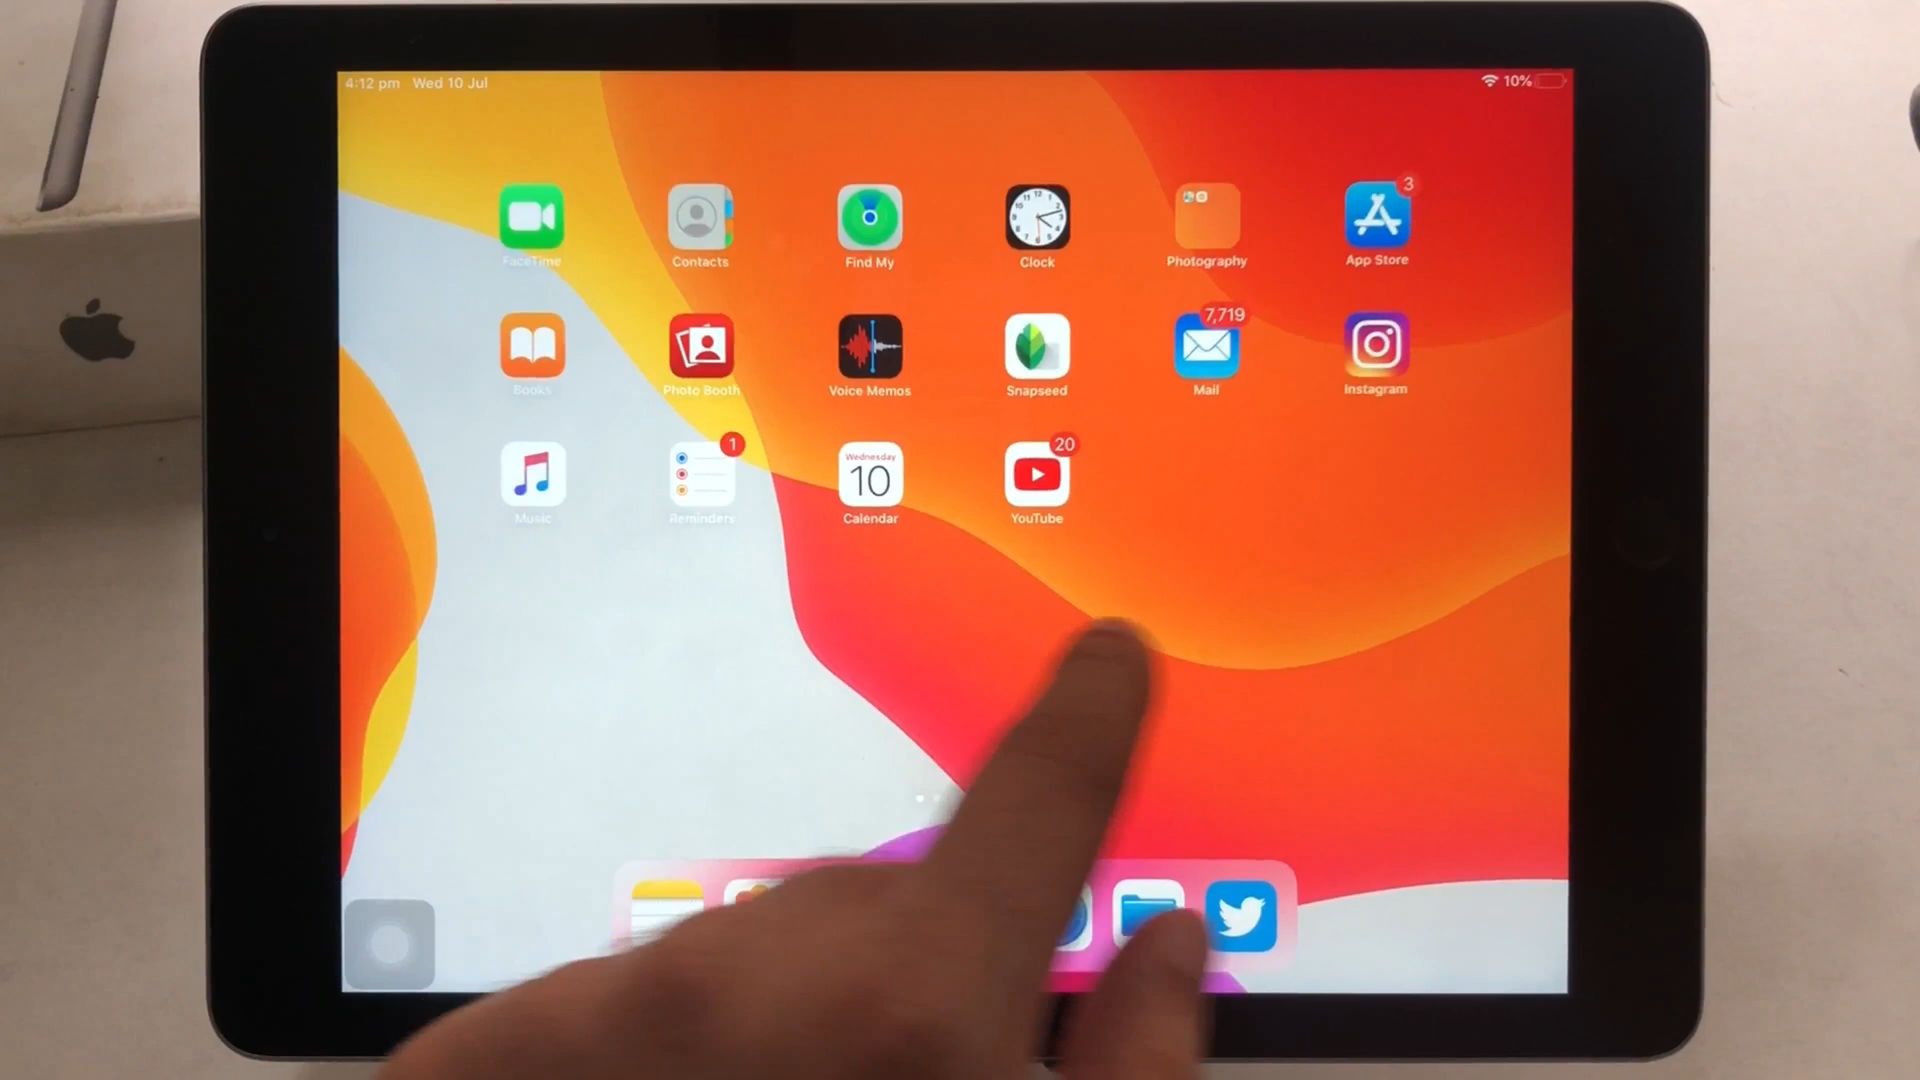 4:12 pm Wed 10 Jul
10%
3
FaceTime
Contacts
Find My
Clock
Photography
App Store
7,719
Books
Photo Booth
Voice Memos
Snapseed
Mail
Instagram
1
Wednesday
10
20
Music
Reminders
Calendar
YouTube